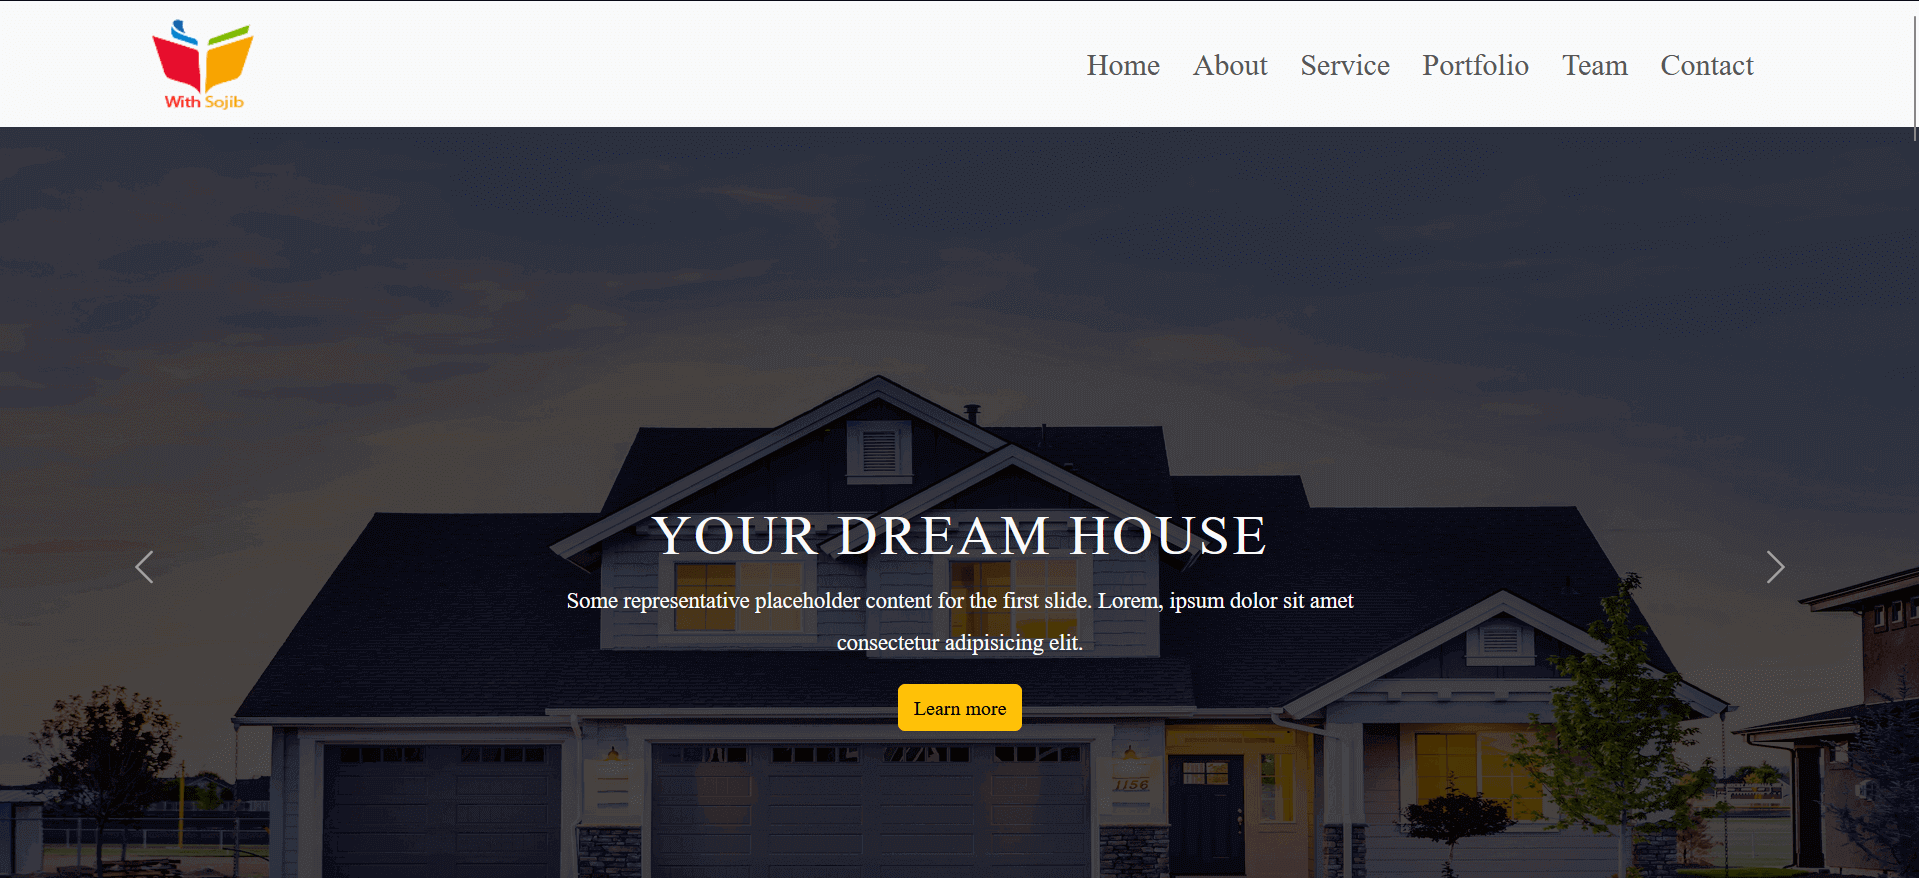 With Sojib
Home About Service Portfolio Team Contact
YOUR DREAM HOUSE
Some representative placeholder content for the first slide. Lorem, ipsum dolor sit amet
consectetur adipisicing elit.
Learn more
1156